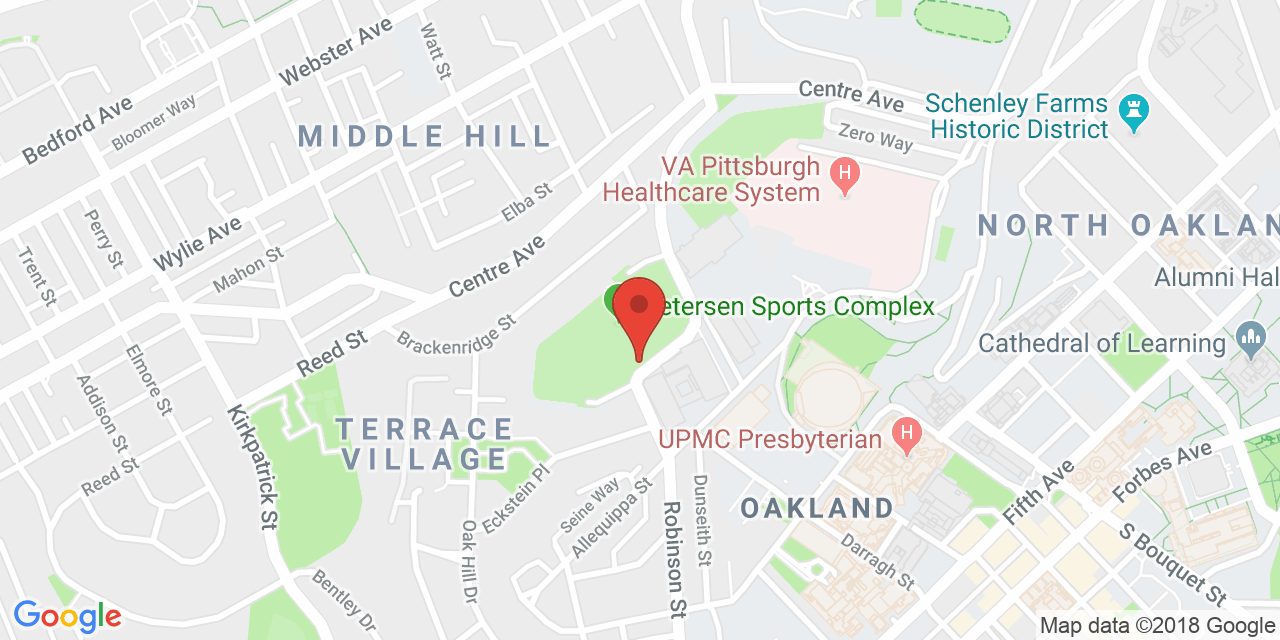 Webster Ave
Watt St
Centre Ave
Bedford Ave
Bloomer Way
Schenley Farms
Historic District
MIDDLE HILL
Zero Way
VA Pittsburgh
Healthcare System
H
Elba St
Perry St
Wylie Ave
NORTH OAKLAN
Trent St
Mahon St
Centre Ave
Alumni Hal
etersen Sports Complex
Brackenridge St
Reed St
Cathedral of Learning
Elmore St
Addison St
Kirkpatrick St
TERRACE
VILLAGE
UPMC Presbyterian
H
Reed St
Forbes Ave
Fifth Ave
Eckstein Pl
Seine Way
Allequippa St
Dunseith St
Robinson St
OAKLAND
Oak Hill Dr
Darragh St
S Bouquet St
Bentley Dr
Google
Map data ©2018 Google